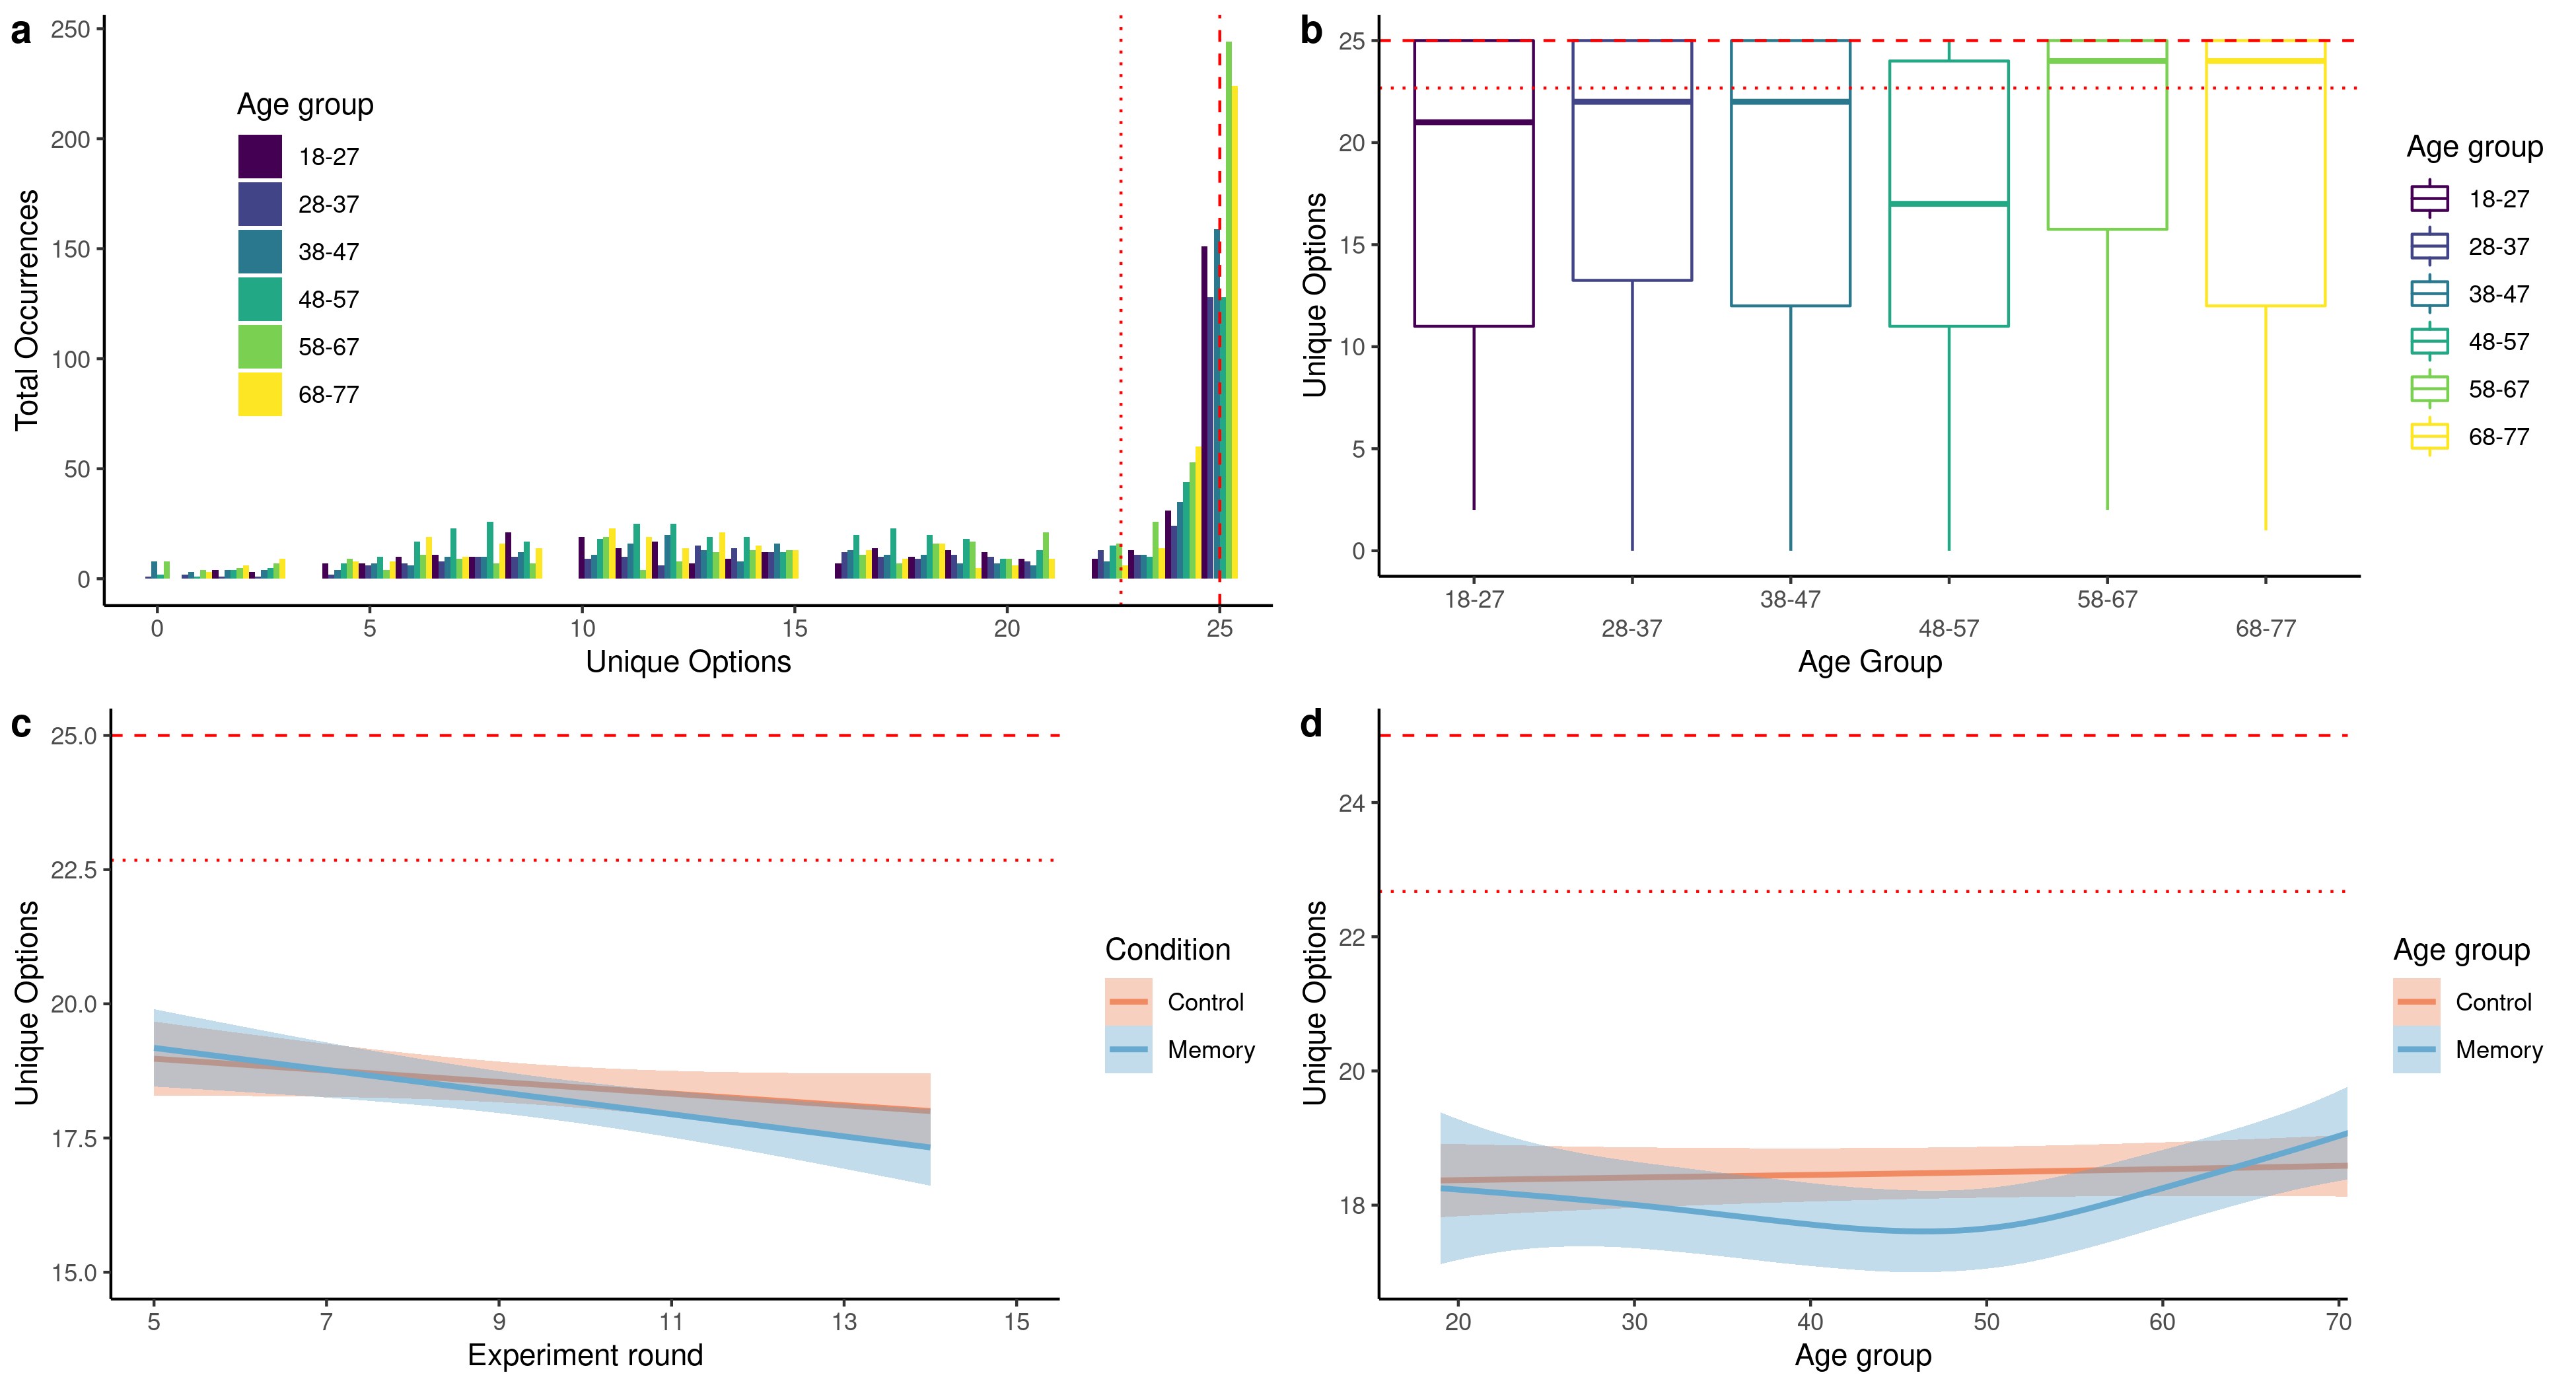 a
250
200
150
100
50
0
Total Occurrences
Age group
18-27
28-37
38-47
48-57
58-67
68-77
0 5 10 15 20 25
Unique Options
b
25
20
15
10
5
0
Unique Options
18-27 38-47 58-67
28-37 48-57 68-77
Age Group
Age group
18-27
28-37
38-47
48-57
58-67
68-77
c
25.0
22.5
20.0
17.5
15.0
Unique Options
5 7 9 11 13 15
Experiment round
Condition
Control
Memory
d
24
22
20
18
Unique Options
20 30 40 50 60 70
Age group
Age group
Control
Memory